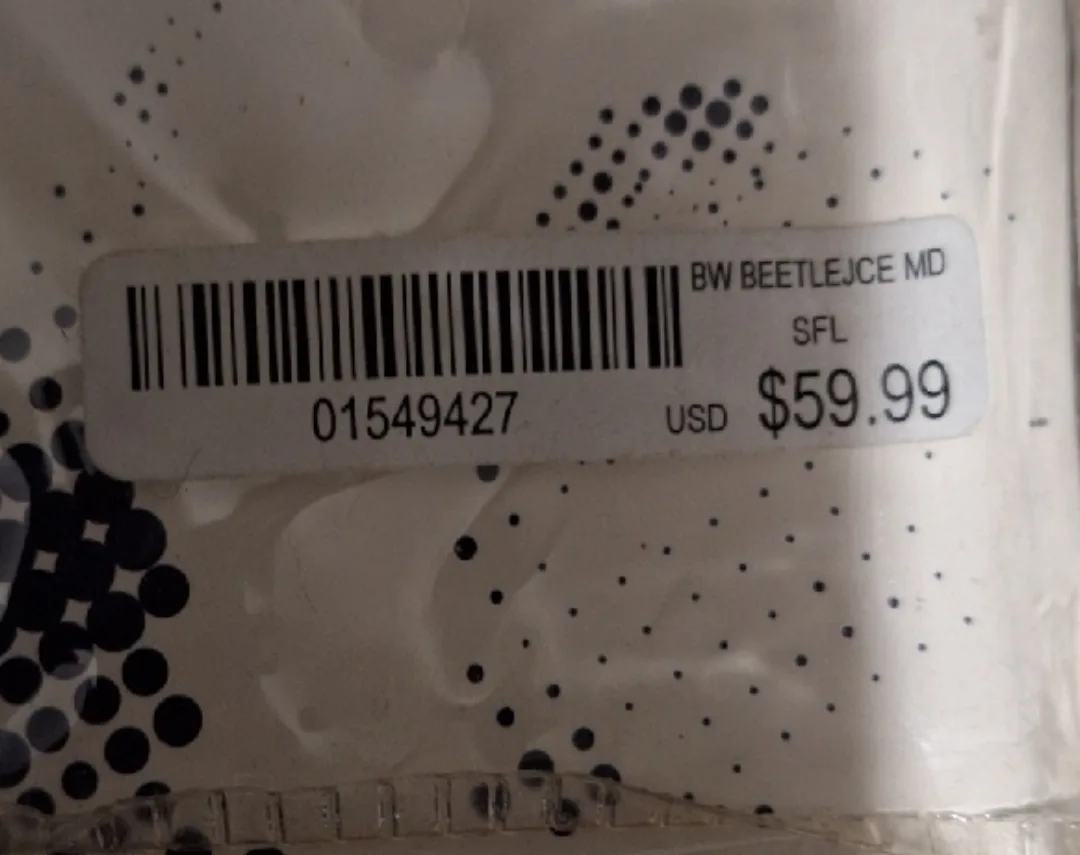 BW BEETLEJCE MD
SFL
01549427
USD $59.99